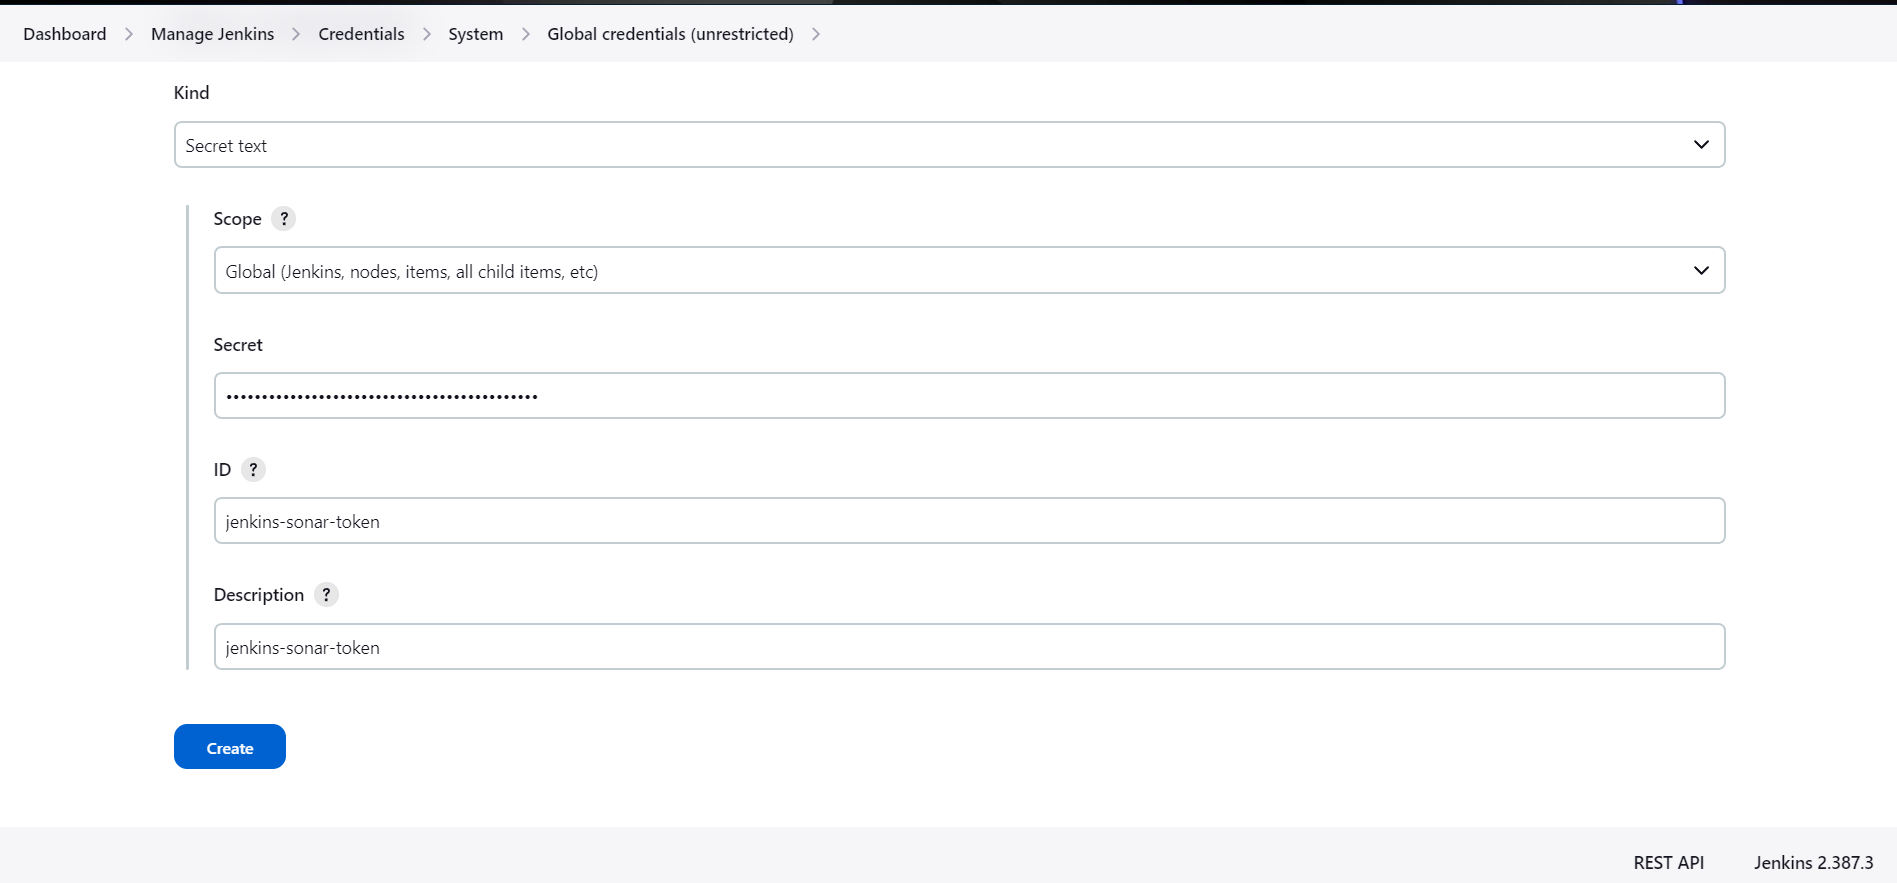 Dashboard > Manage Jenkins > Credentials > System > Global credentials (unrestricted) >
Kind
Secret text
Scope ?
Global (Jenkins, nodes, items, all child items, etc)
Secret
••••••••••••••••••••••••••••••••••••••••••••
ID ?
jenkins-sonar-token
Description ?
jenkins-sonar-token
Create
REST API Jenkins 2.387.3